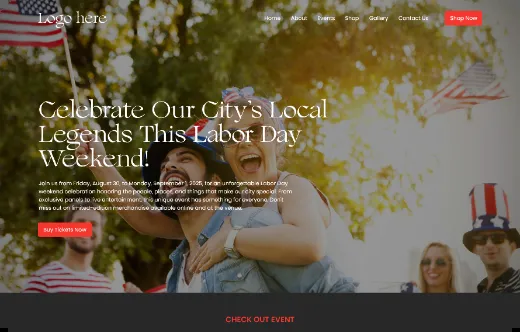 Logo here
Home About Events Shop Gallery Contact Us Shop Now
Celebrate Our City's Local
Legends This Labor Day
Weekend!
Join us from Friday, August 30, to Monday, September 1, 2025, for an unforgettable Labor Day
weekend celebration honoring the people, places, and things that make our city special. From
exclusive panels to live entertainment, this unique event has something for everyone. Don't
miss out on limited-edition merchandise available online and at the venue.
Buy Tickets Now
CHECK OUT EVENT